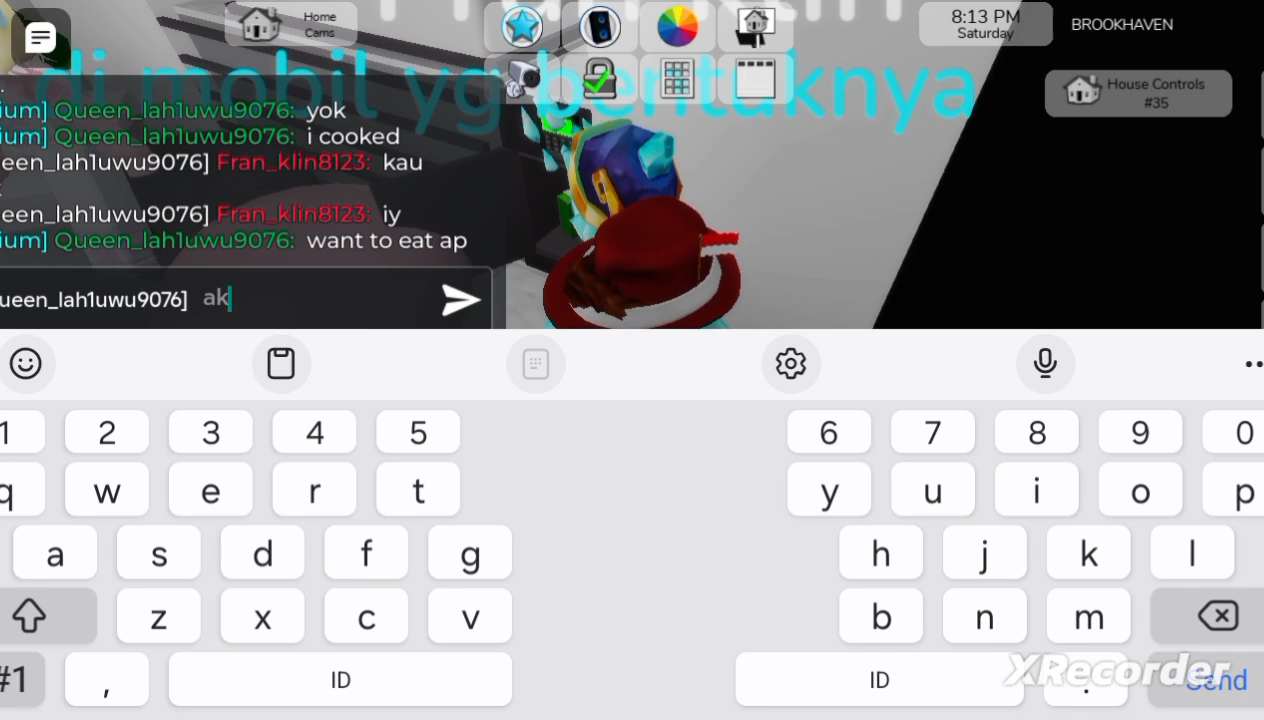 Home
Cams
8:13 PM
Saturday
BROOKHAVEN
House Controls
#35
di mobil yg bentuknya
ium] Queen_lah1uwu9076: yok
ium] Queen_lah1uwu9076: i cooked
een_lah1uwu9076] Fran_klin8123: kau
een_lah1uwu9076] Fran_klin8123: iy
ium] Queen_lah1uwu9076: want to eat ap
ueen_lah1uwu9076] ak
1 2 3 4 5 6 7 8 9 0
q w e r t y u i o p
a s d f g h j k l
z x c v b n m
#1 , ID ID . Send
XRecorder